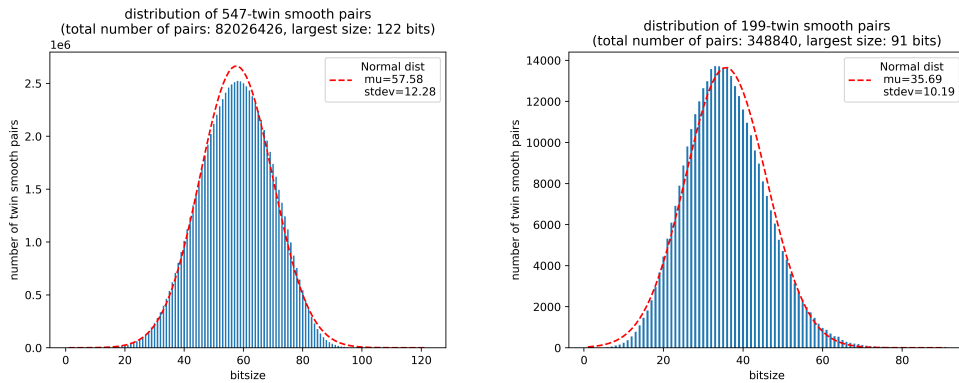 distribution of 547-twin smooth pairs
(total number of pairs: 82026426, largest size: 122 bits)
1e6
2.5
2.0
1.5
1.0
0.5
0.0
number of twin smooth pairs
0
20
40
60
80
100
120
bitsize
Normal dist
mu=57.58
stdev=12.28
distribution of 199-twin smooth pairs
(total number of pairs: 348840, largest size: 91 bits)
14000
12000
10000
8000
6000
4000
2000
0
number of twin smooth pairs
0
20
40
60
80
bitsize
Normal dist
mu=35.69
stdev=10.19